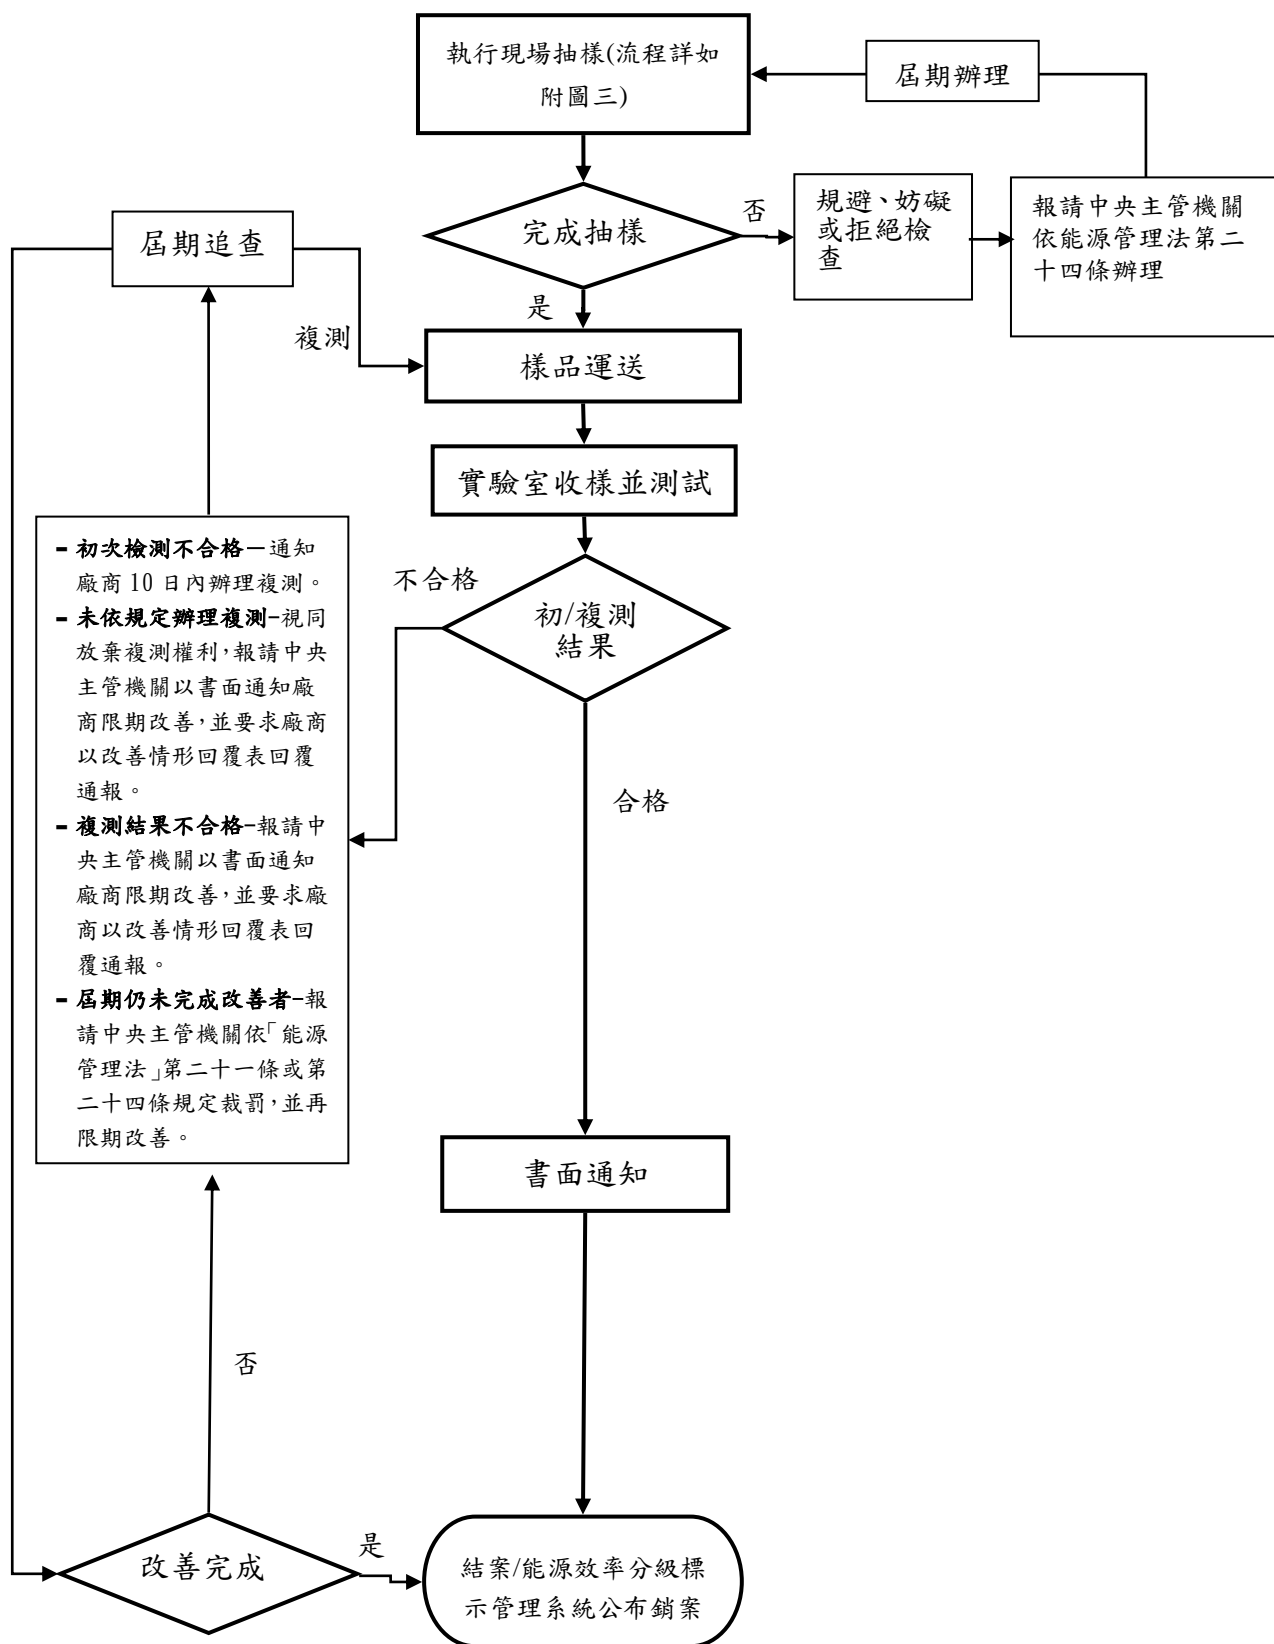 執行現場抽樣(流程詳如
附圖三)
屆期辦理
完成抽樣
否
規避、妨礙
或拒絕檢
查
報請中央主管機關
依能源管理法第二
十四條辦理
屆期追查
是
複測
樣品運送
實驗室收樣並測試
不合格
初/複測
結果
- 初次檢測不合格－通知
廠商 10 日內辦理複測。
- 未依規定辦理複測-視同
放棄複測權利，報請中央
主管機關以書面通知廠
商限期改善，並要求廠商
以改善情形回覆表回覆
通報。
- 複測結果不合格-報請中
央主管機關以書面通知
廠商限期改善，並要求廠
商以改善情形回覆表回
覆通報。
- 屆期仍未完成改善者-報
請中央主管機關依「能源
管理法」第二十一條或第
二十四條規定裁罰，並再
限期改善。
合格
書面通知
否
改善完成
是
結案/能源效率分級標
示管理系統公布銷案